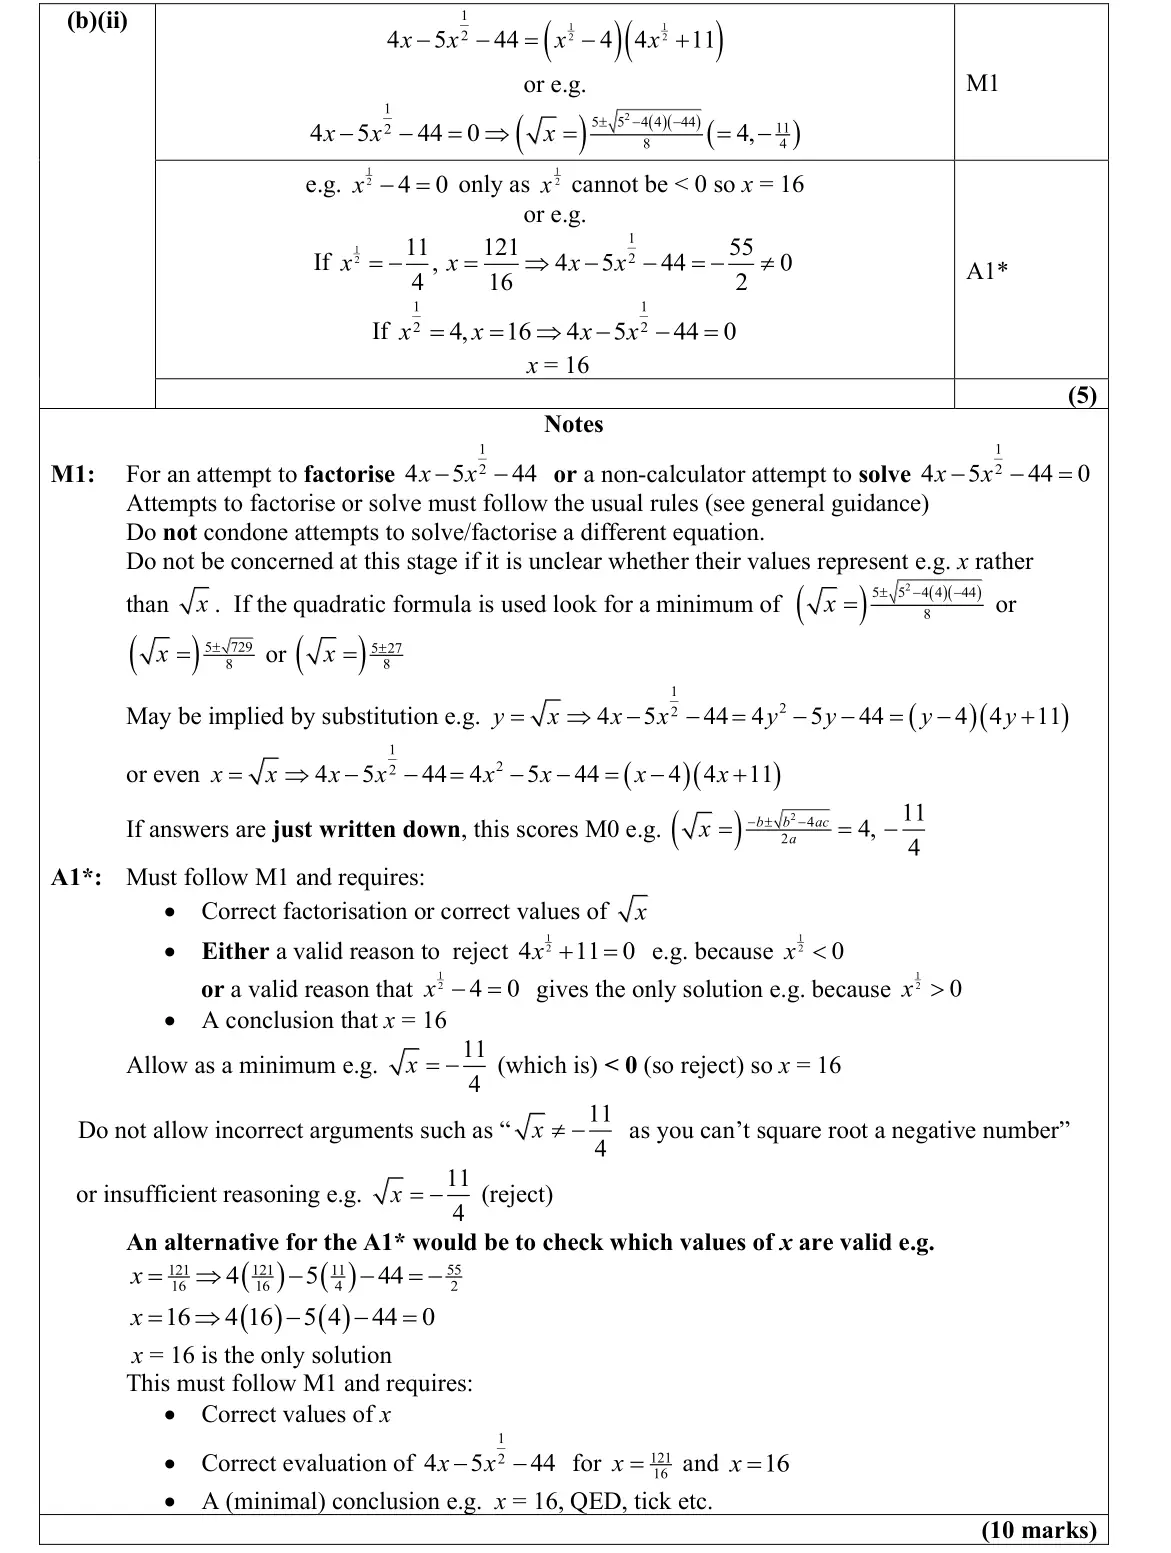 (b)(ii)
4x − 5x^{1/2} − 44 = (x^{1/2} − 4)(4x^{1/2} + 11)
or e.g.
4x − 5x^{1/2} − 44 = 0 ⇒ (√x =) (5±√(5²−4(4)(−44)))/8 (= 4, −11/4)
M1
e.g. x^{1/2} − 4 = 0 only as x^{1/2} cannot be < 0 so x = 16
or e.g.
If x^{1/2} = −11/4, x = 121/16 ⇒ 4x − 5x^{1/2} − 44 = −55/2 ≠ 0
If x^{1/2} = 4, x = 16 ⇒ 4x − 5x^{1/2} − 44 = 0
x = 16
A1*
(5)
Notes
M1: For an attempt to factorise 4x − 5x^{1/2} − 44 or a non-calculator attempt to solve 4x − 5x^{1/2} − 44 = 0
Attempts to factorise or solve must follow the usual rules (see general guidance)
Do not condone attempts to solve/factorise a different equation.
Do not be concerned at this stage if it is unclear whether their values represent e.g. x rather
than √x . If the quadratic formula is used look for a minimum of (√x =) (5±√(5²−4(4)(−44)))/8 or
(√x =) (5±√729)/8 or (√x =) (5±27)/8
May be implied by substitution e.g. y = √x ⇒ 4x − 5x^{1/2} − 44 = 4y² − 5y − 44 = (y − 4)(4y + 11)
or even x = √x ⇒ 4x − 5x^{1/2} − 44 = 4x² − 5x − 44 = (x − 4)(4x + 11)
If answers are just written down, this scores M0 e.g. (√x =) (−b±√(b²−4ac))/2a = 4, −11/4
A1*: Must follow M1 and requires:
• Correct factorisation or correct values of √x
• Either a valid reason to reject 4x^{1/2} + 11 = 0 e.g. because x^{1/2} < 0
or a valid reason that x^{1/2} − 4 = 0 gives the only solution e.g. because x^{1/2} > 0
• A conclusion that x = 16
Allow as a minimum e.g. √x = −11/4 (which is) < 0 (so reject) so x = 16
Do not allow incorrect arguments such as “√x ≠ −11/4 as you can’t square root a negative number”
or insufficient reasoning e.g. √x = −11/4 (reject)
An alternative for the A1* would be to check which values of x are valid e.g.
x = 121/16 ⇒ 4(121/16) − 5(11/4) − 44 = −55/2
x = 16 ⇒ 4(16) − 5(4) − 44 = 0
x = 16 is the only solution
This must follow M1 and requires:
• Correct values of x
• Correct evaluation of 4x − 5x^{1/2} − 44 for x = 121/16 and x = 16
• A (minimal) conclusion e.g. x = 16, QED, tick etc.
(10 marks)